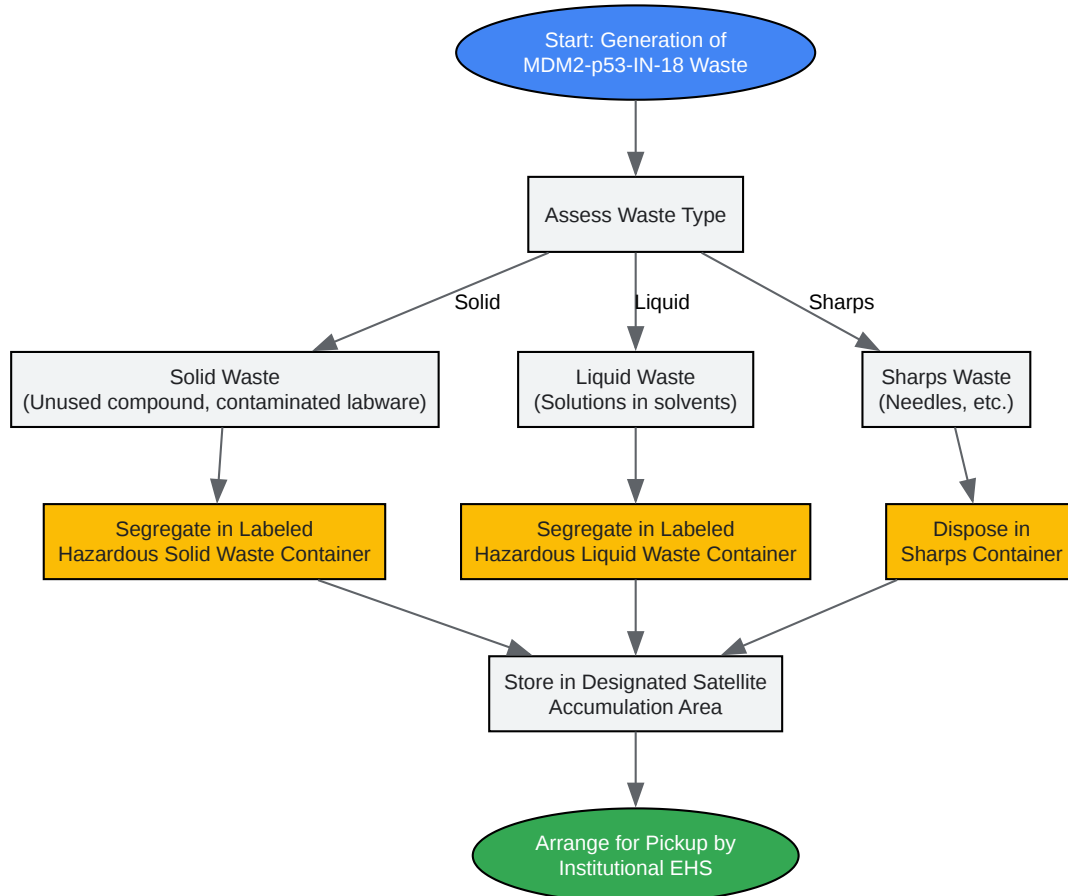 Start: Generation of
MDM2-p53-IN-18 Waste
Assess Waste Type
Solid
Liquid
Sharps
Solid Waste
(Unused compound, contaminated labware)
Liquid Waste
(Solutions in solvents)
Sharps Waste
(Needles, etc.)
Segregate in Labeled
Hazardous Solid Waste Container
Segregate in Labeled
Hazardous Liquid Waste Container
Dispose in
Sharps Container
Store in Designated Satellite
Accumulation Area
Arrange for Pickup by
Institutional EHS